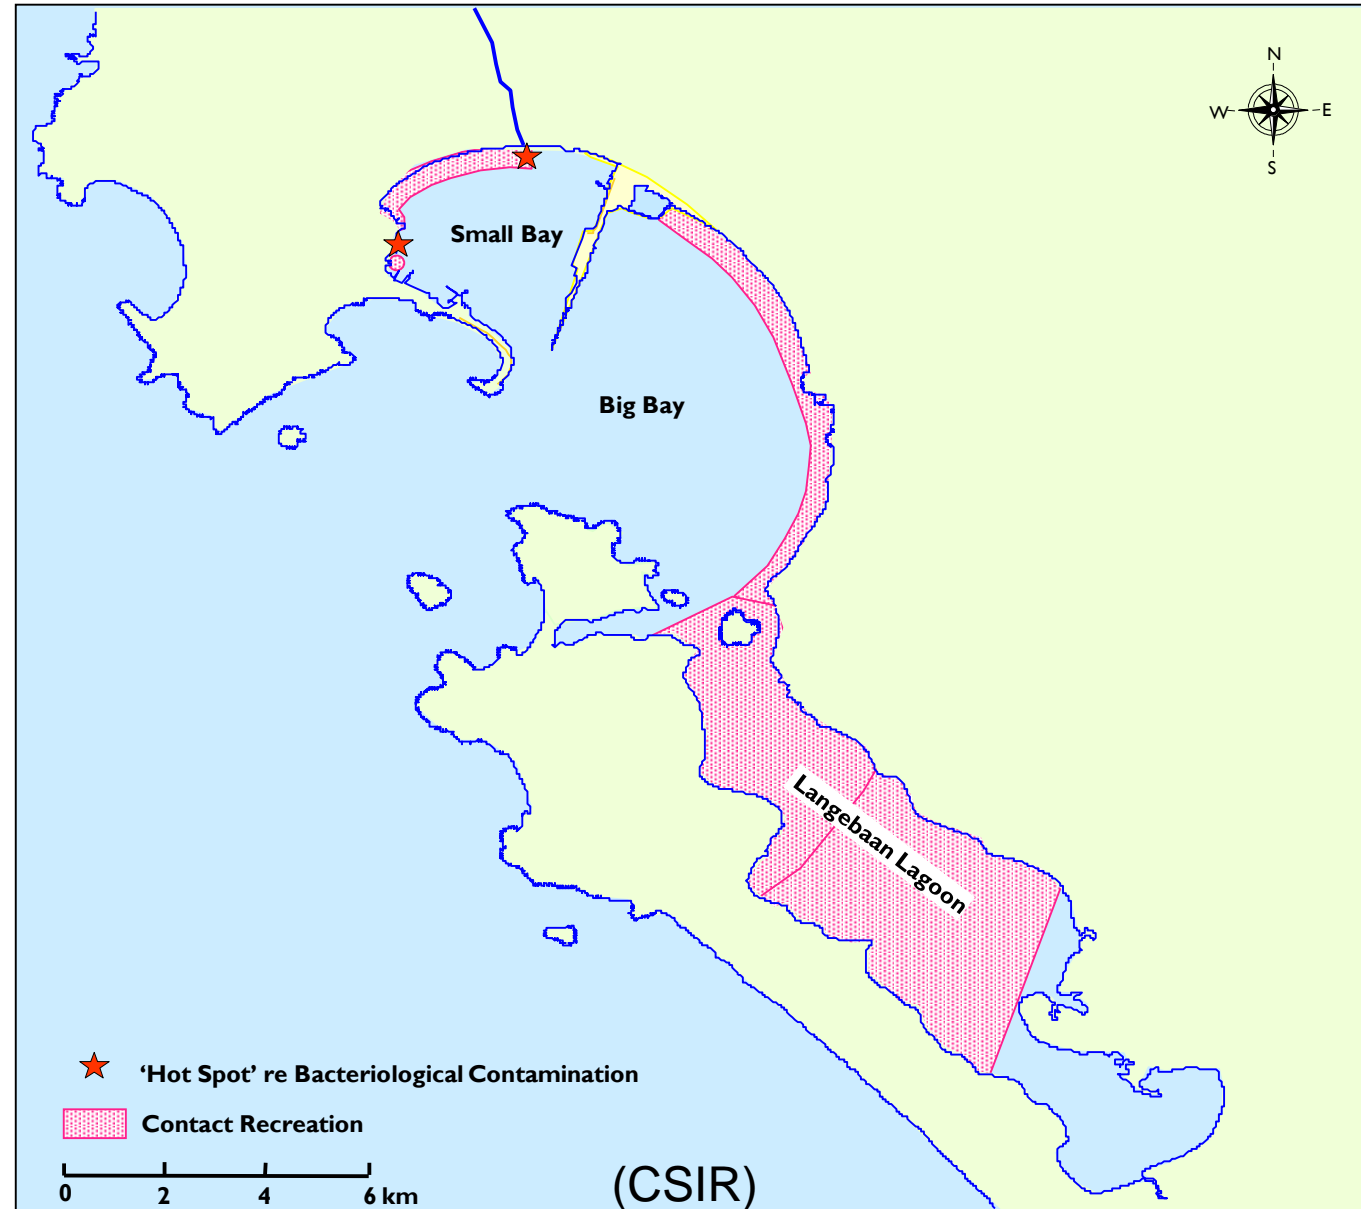 N
W
E
S
Small Bay
Big Bay
Langebaan Lagoon
‘Hot Spot’ re Bacteriological Contamination
Contact Recreation
0 2 4 6 km
(CSIR)